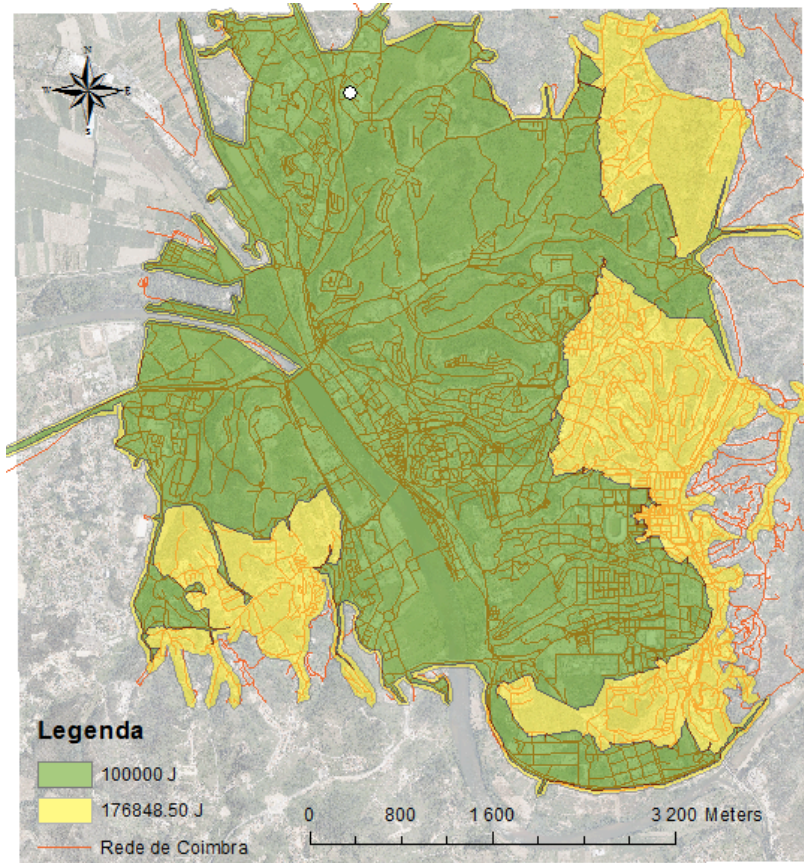 N
W E
S
Legenda
100000 J
176848.50 J
Rede de Coimbra
0 800 1 600 3 200 Meters